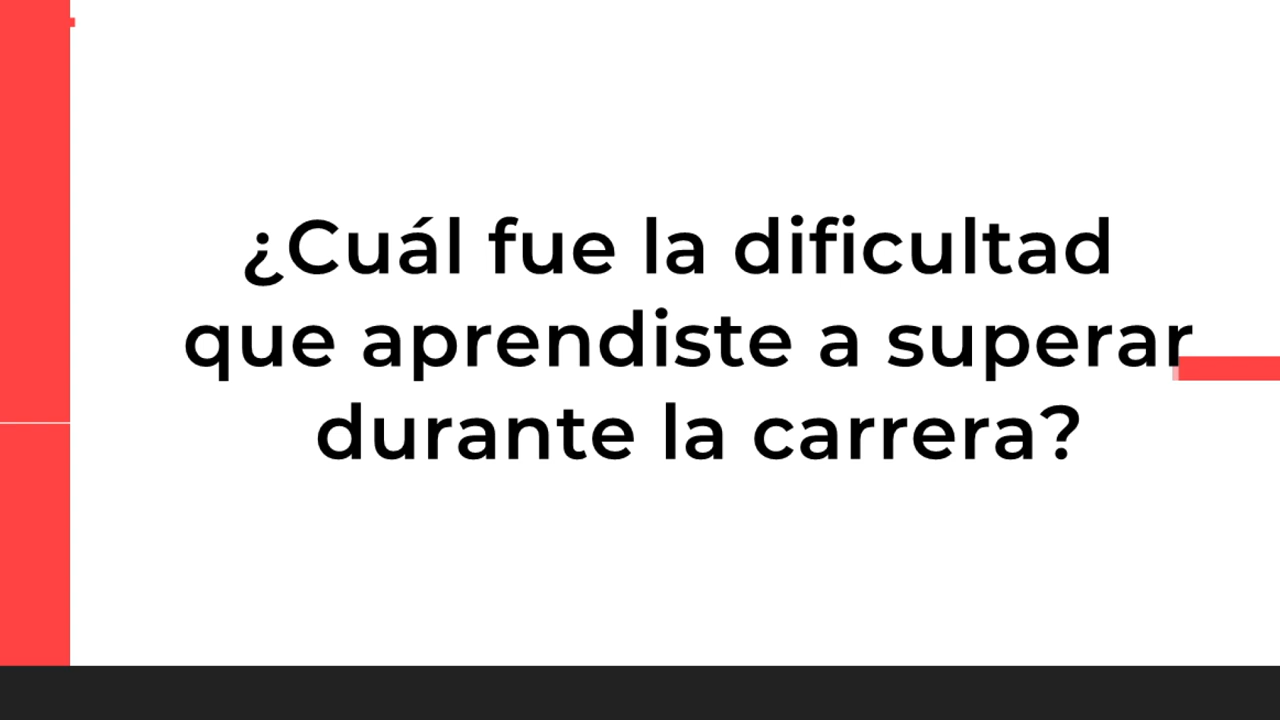 ¿Cuál fue la dificultad
que aprendiste a superar
durante la carrera?